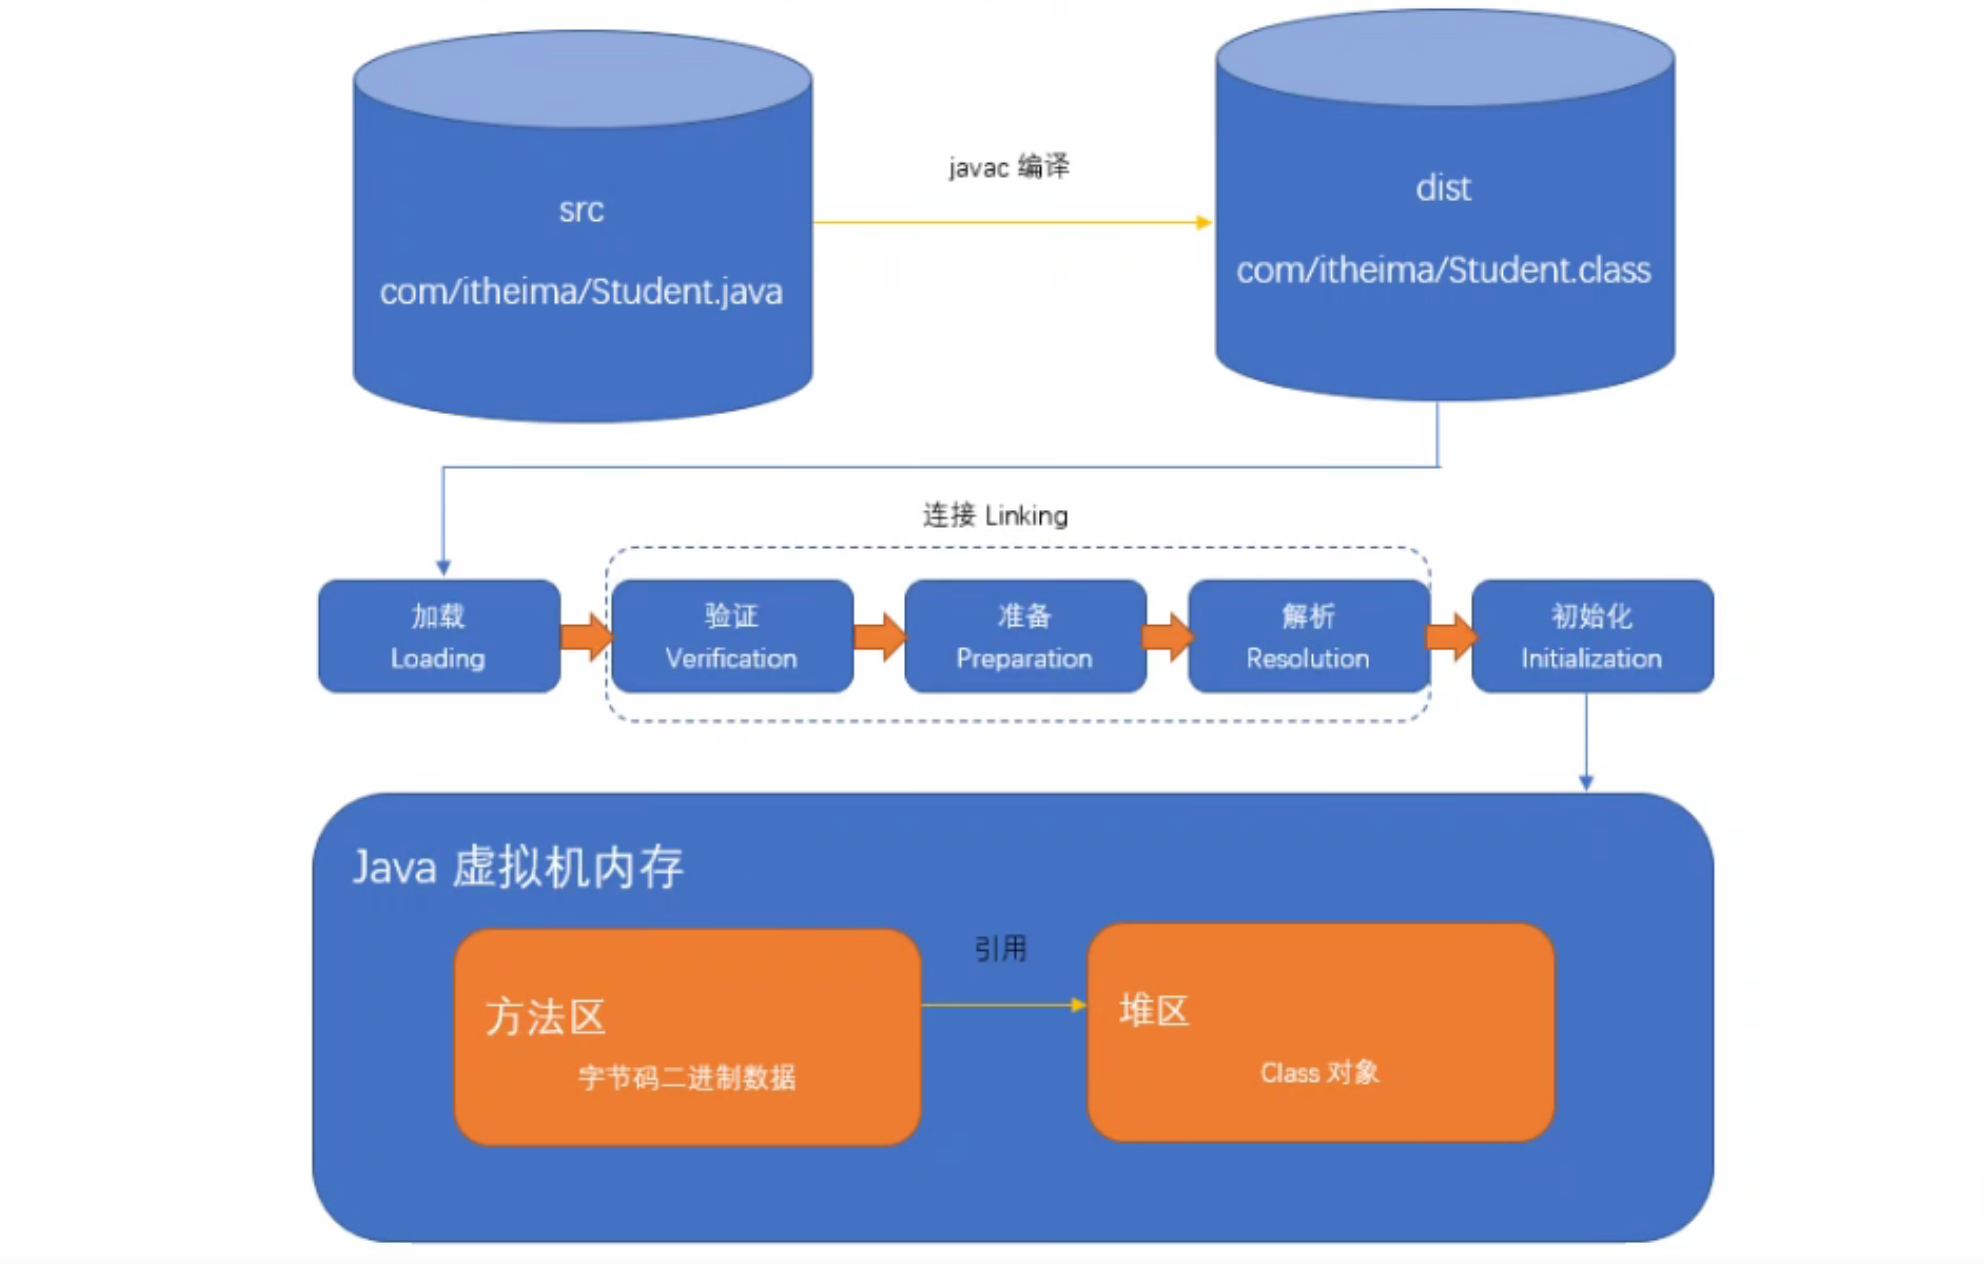 src
com/itheima/Student.java
javac 编译
dist
com/itheima/Student.class
连接 Linking
加载
Loading
验证
Verification
准备
Preparation
解析
Resolution
初始化
Initialization
Java 虚拟机内存
方法区
字节码二进制数据
引用
堆区
Class 对象